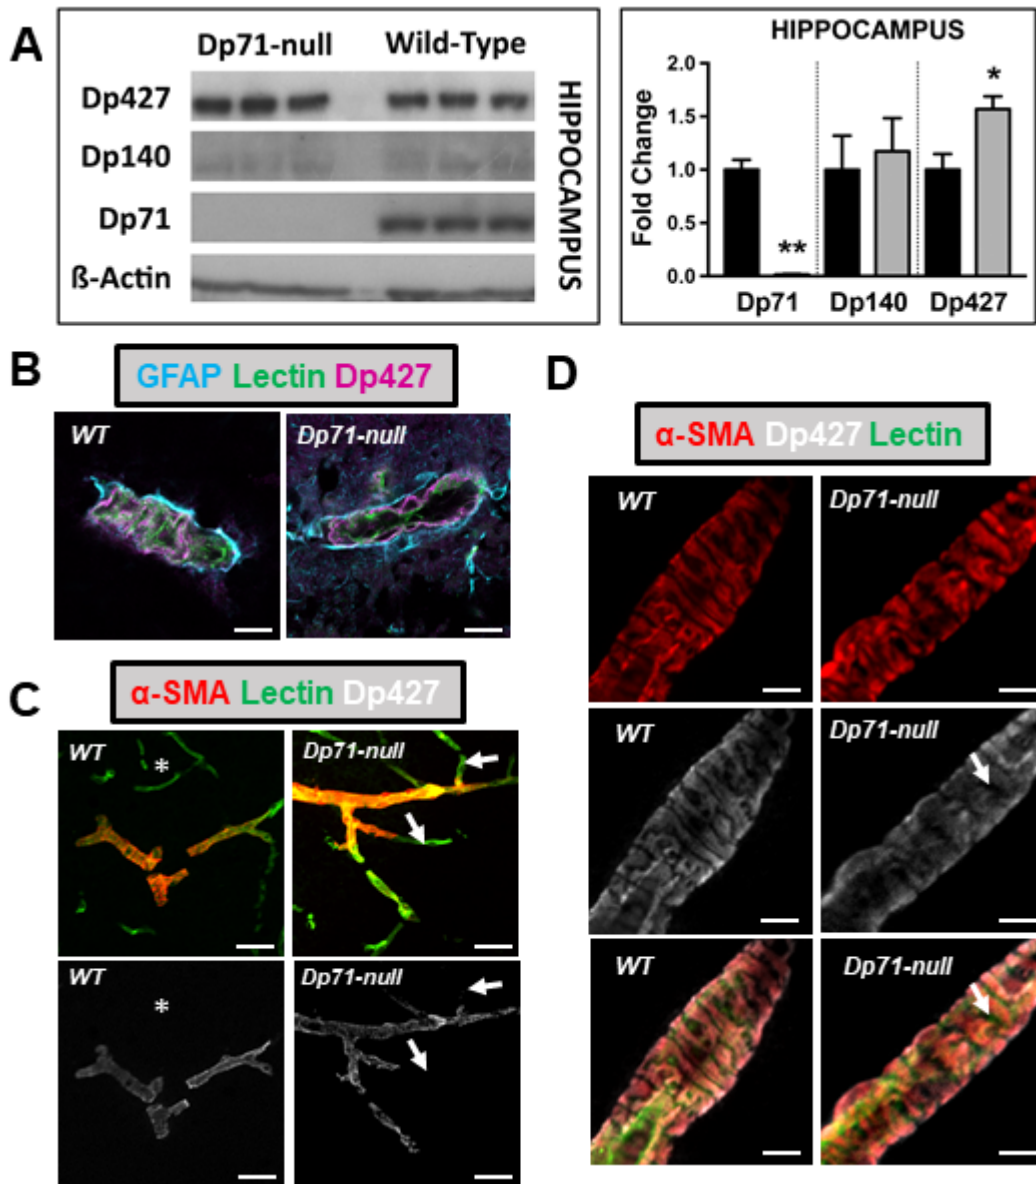 A
Dp71-null Wild-Type
Dp427
Dp140
Dp71
ß-Actin
HIPPOCAMPUS
HIPPOCAMPUS
Fold Change
2.0
1.5
1.0
0.5
0.0
**
*
Dp71 Dp140 Dp427
B
GFAP Lectin Dp427
WT
Dp71-null
C
α-SMA Lectin Dp427
WT
*
Dp71-null
WT
*
Dp71-null
D
α-SMA Dp427 Lectin
WT
Dp71-null
WT
Dp71-null
WT
Dp71-null